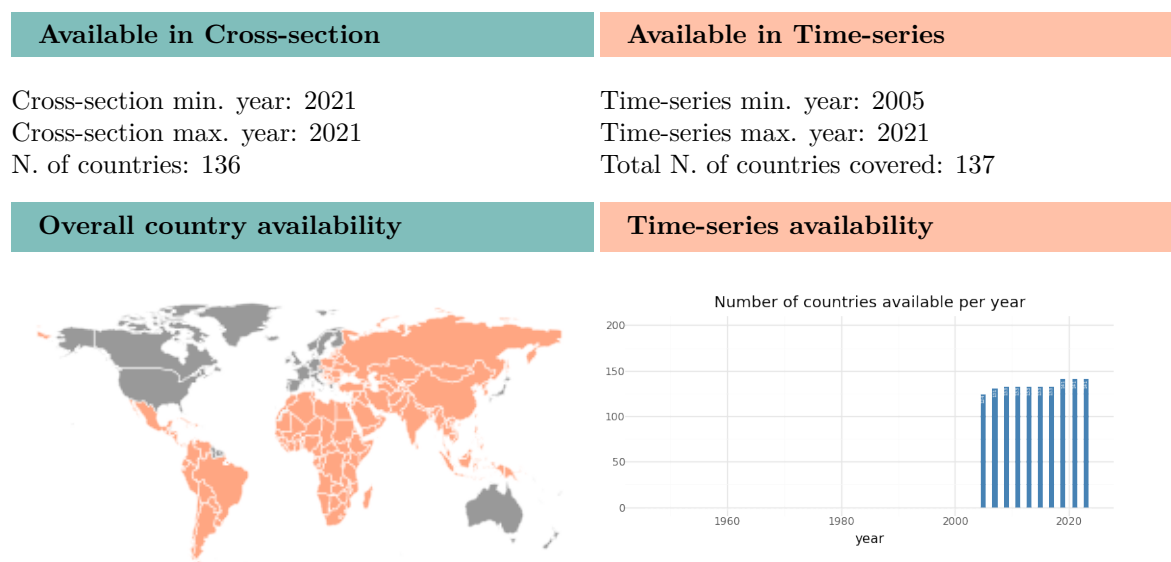 Available in Cross-section
Available in Time-series
Cross-section min. year: 2021
Cross-section max. year: 2021
N. of countries: 136
Time-series min. year: 2005
Time-series max. year: 2021
Total N. of countries covered: 137
Overall country availability
Time-series availability
Number of countries available per year
200
150
100
50
0
1960
1980
2000
2020
year